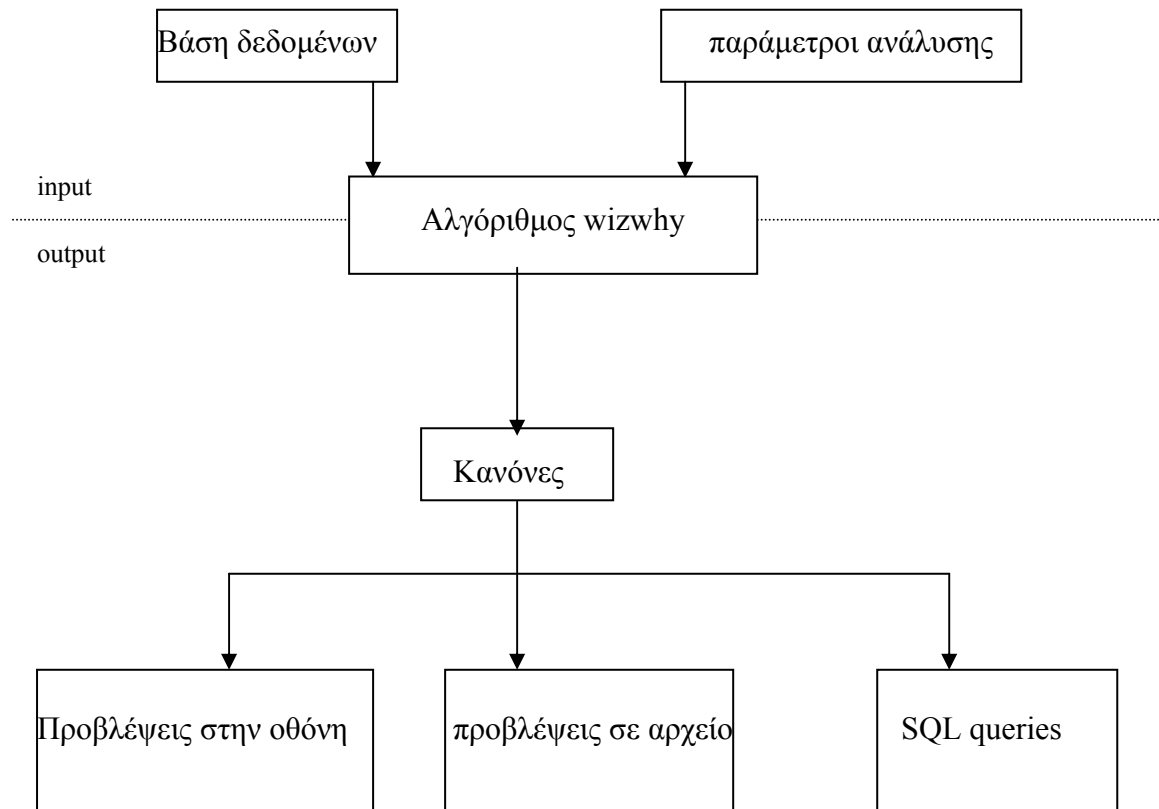 Βάση δεδομένων
παράμετροι ανάλυσης
input
Αλγόριθμος wizwhy
output
Κανόνες
Προβλέψεις στην οθόνη
προβλέψεις σε αρχείο
SQL queries